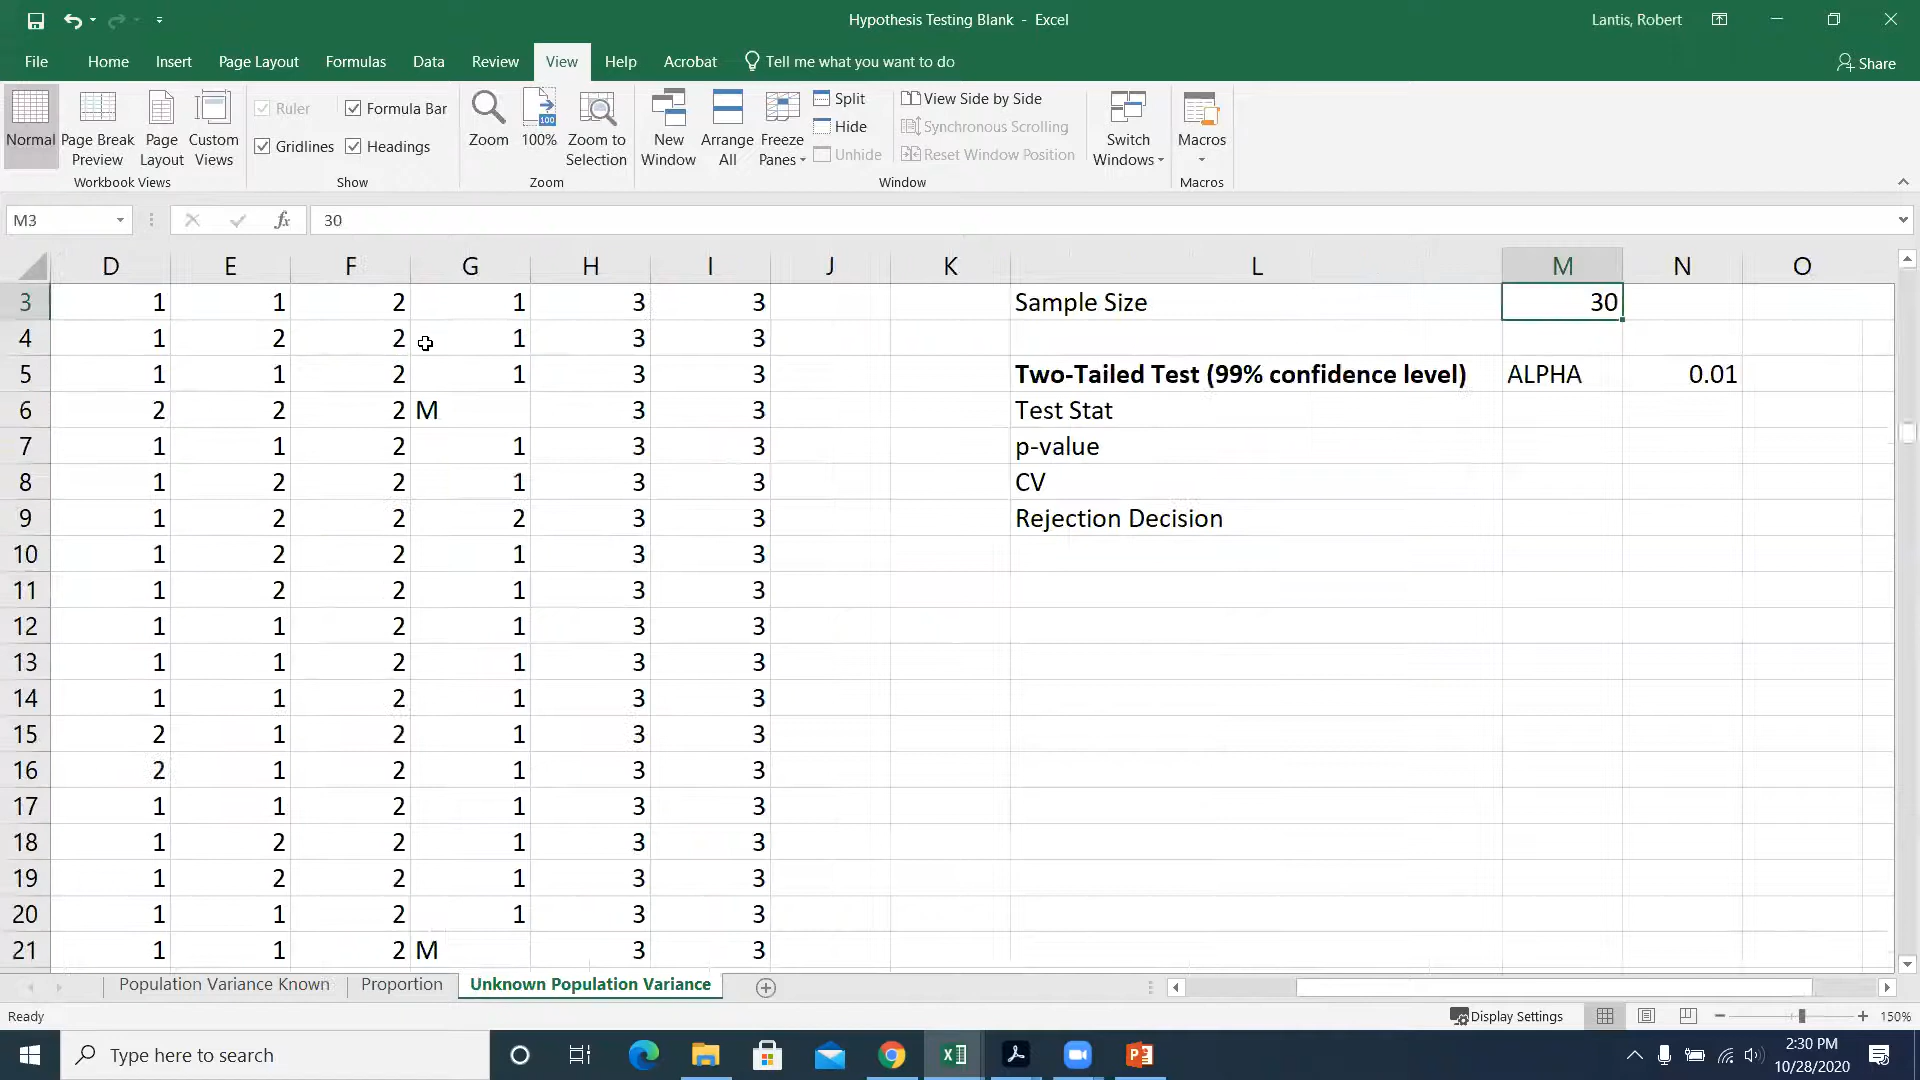 Hypothesis Testing Blank - Excel
Lantis, Robert
File Home Insert Page Layout Formulas Data Review View Help Acrobat Tell me what you want to do Share
Normal
Page Break Preview
Page Layout
Custom Views
Workbook Views
Ruler
Formula Bar
Gridlines
Headings
Show
Zoom
100
100%
Zoom to Selection
Zoom
New Window
Arrange All
Freeze Panes
Split
Hide
Unhide
View Side by Side
Synchronous Scrolling
Reset Window Position
Switch Windows
Window
Macros
Macros
M3 fx 30
D E F G H I J K L M N O
3 1 1 2 1 3 3 Sample Size 30
4 1 2 2 1 3 3
5 1 1 2 1 3 3 Two-Tailed Test (99% confidence level) ALPHA 0.01
6 2 2 2 M 3 3 Test Stat
7 1 1 2 1 3 3 p-value
8 1 2 2 1 3 3 CV
9 1 2 2 2 3 3 Rejection Decision
10 1 2 2 1 3 3
11 1 2 2 1 3 3
12 1 1 2 1 3 3
13 1 1 2 1 3 3
14 1 1 2 1 3 3
15 2 1 2 1 3 3
16 2 1 2 1 3 3
17 1 1 2 1 3 3
18 1 2 2 1 3 3
19 1 2 2 1 3 3
20 1 1 2 1 3 3
21 1 1 2 M 3 3
Population Variance Known Proportion Unknown Population Variance
Ready Display Settings 150%
Type here to search
2:30 PM
10/28/2020